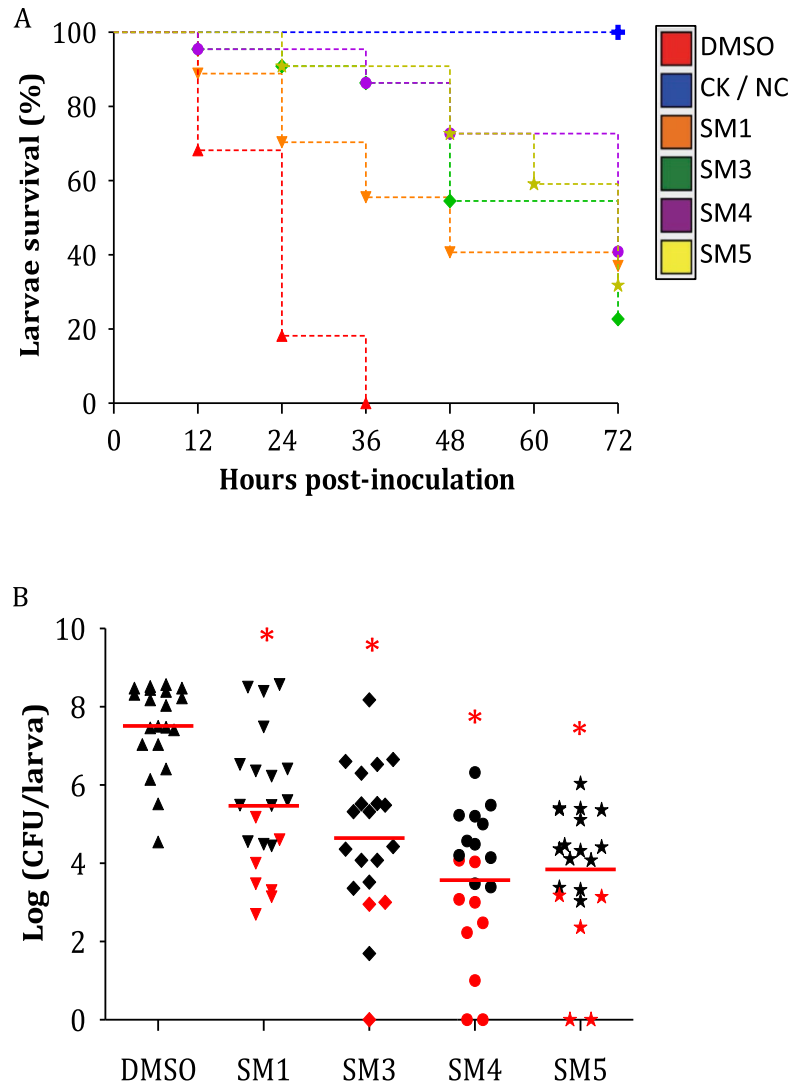 A
Larvae survival (%)
100
80
60
40
20
0
0 12 24 36 48 60 72
Hours post-inoculation
DMSO
CK / NC
SM1
SM3
SM4
SM5
B
Log (CFU/larva)
10
8
6
4
2
0
* * * *
DMSO SM1 SM3 SM4 SM5